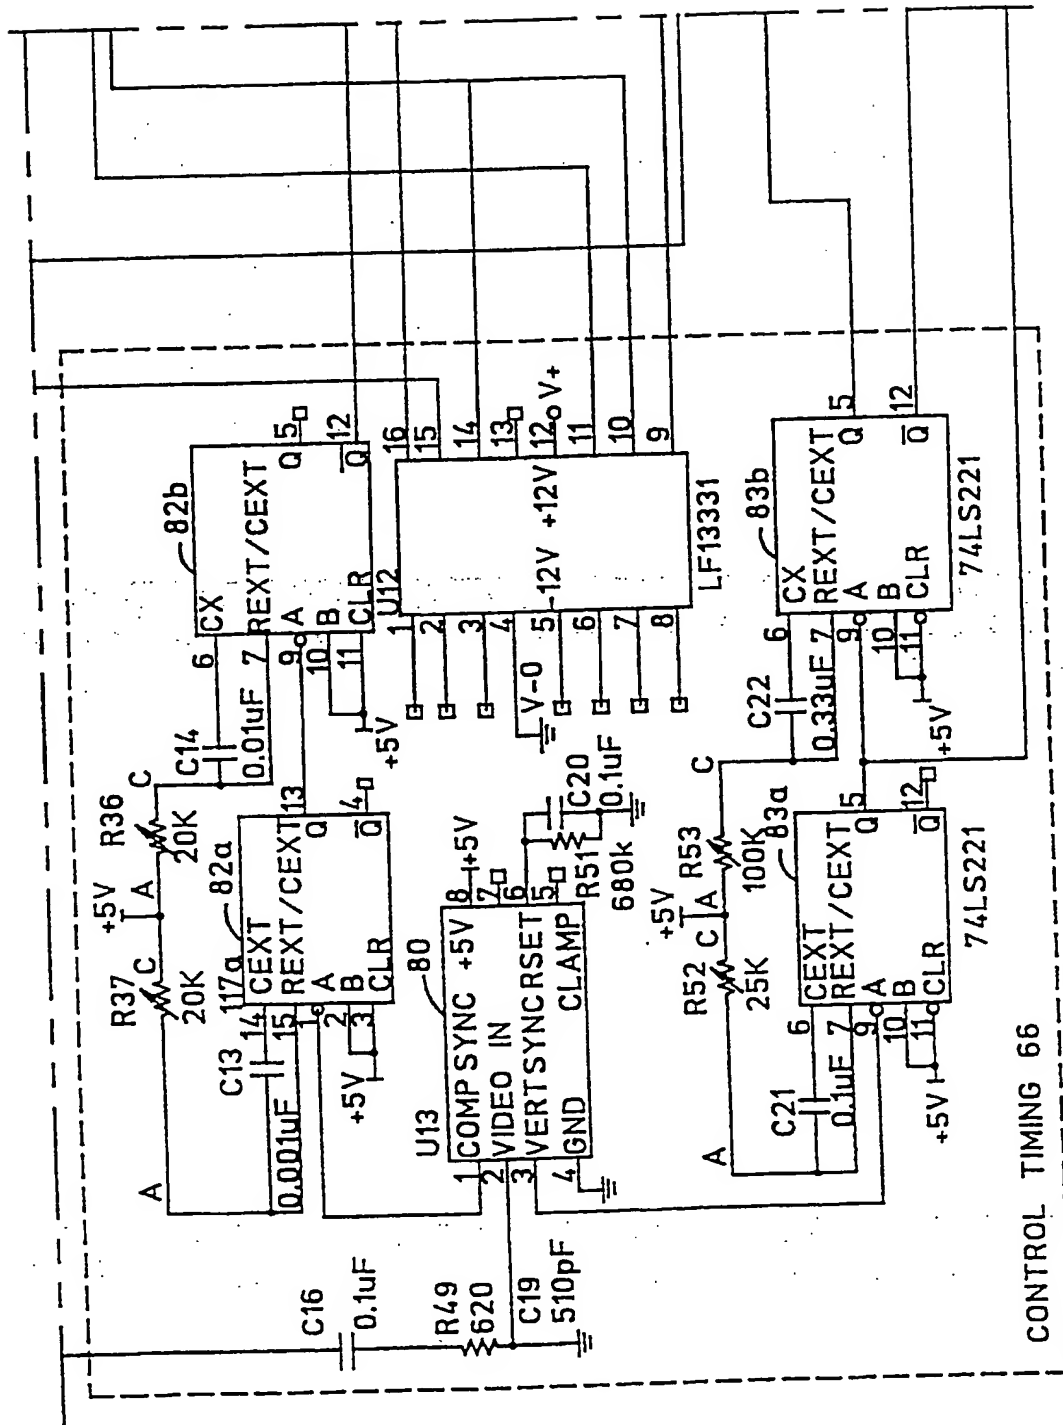 +5V
R37
C
A
R36
C
20K
20K
A
C14
6
CX
82b
0.01uF
7
REXT/CEXT
Q
5
9
A
10
B
Q
12
11
CLR
+5V
117a
82a
C13
14
CEXT
15
REXT/CEXT
13
0.001uF
1
A
Q
2
B
Q
4
3
CLR
+5V
U12
1
16
2
15
3
14
4
13
V-0
5
-12V
+12V
12
V+
6
11
7
10
8
9
LF13331
C16
0.1uF
R49
620
C19
510pF
U13
80
1
COMP SYNC
+5V
8
+5V
2
VIDEO IN
7
3
VERTSYNCRSET
6
4
GND
CLAMP
5
R51
680k
C20
0.1uF
+5V
R52
C
A
R53
C
25K
100K
A
83a
C21
6
CEXT
0.1uF
7
REXT/CEXT
9
A
Q
5
10
B
11
CLR
Q
12
+5V
74LS221
C22
6
CX
83b
0.33uF
7
REXT/CEXT
9
A
Q
5
10
B
11
CLR
Q
12
+5V
74LS221
CONTROL TIMING 66